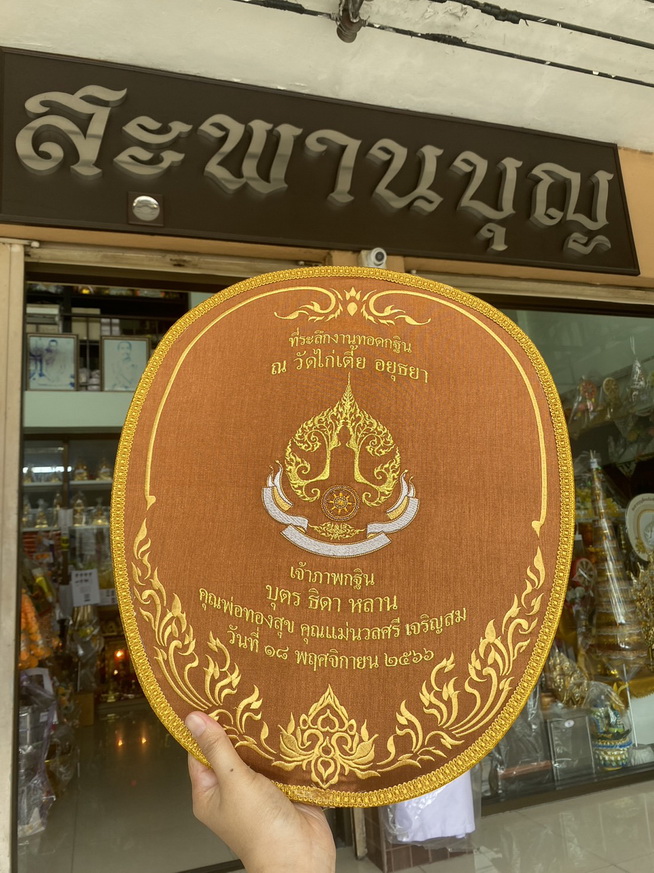 สะพานบุญ
ที่ระลึกงานทอดกฐิน
ณ วัดไก่เตี้ย อยุธยา
เจ้าภาพกฐิน
บุตร ธิดา หลาน
คุณพ่อทองสุข คุณแม่นวลศรี เจริญสม
วันที่ ๑๘ พฤศจิกายน ๒๕๖๖